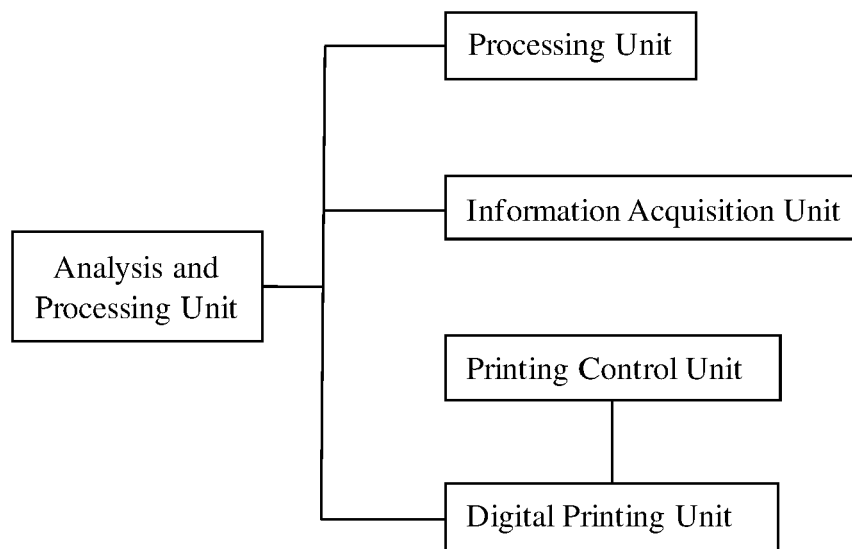 Processing Unit
Information Acquisition Unit
Analysis and
Processing Unit
Printing Control Unit
Digital Printing Unit